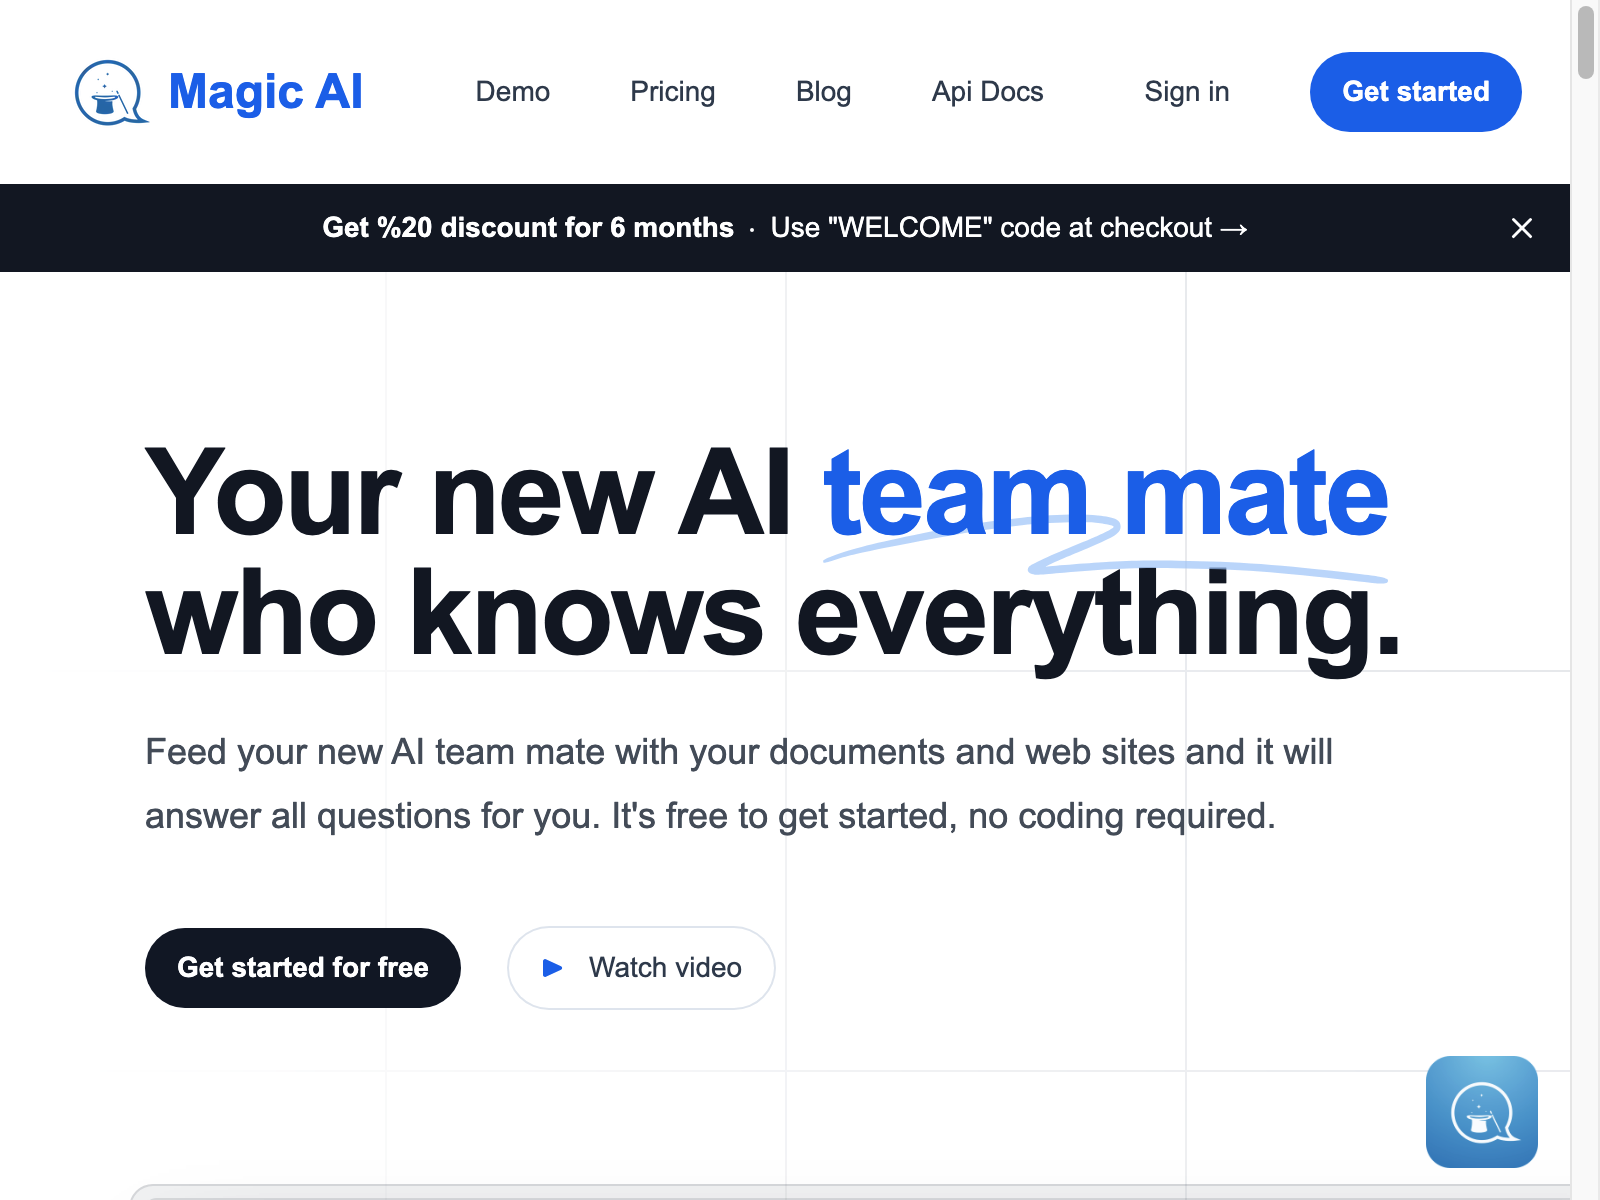 Magic AI
Demo
Pricing
Blog
Api Docs
Sign in
Get started
Get %20 discount for 6 months · Use "WELCOME" code at checkout →
Your new AI team mate
who knows everything.
Feed your new AI team mate with your documents and web sites and it will
answer all questions for you. It's free to get started, no coding required.
Get started for free
Watch video